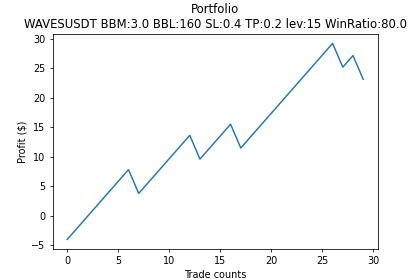 Portfolio
WAVESUSDT BBM:3.0 BBL:160 SL:0.4 TP:0.2 lev:15 WinRatio:80.0
30
25
20
15
10
5
0
−5
Profit ($)
0 5 10 15 20 25 30
Trade counts